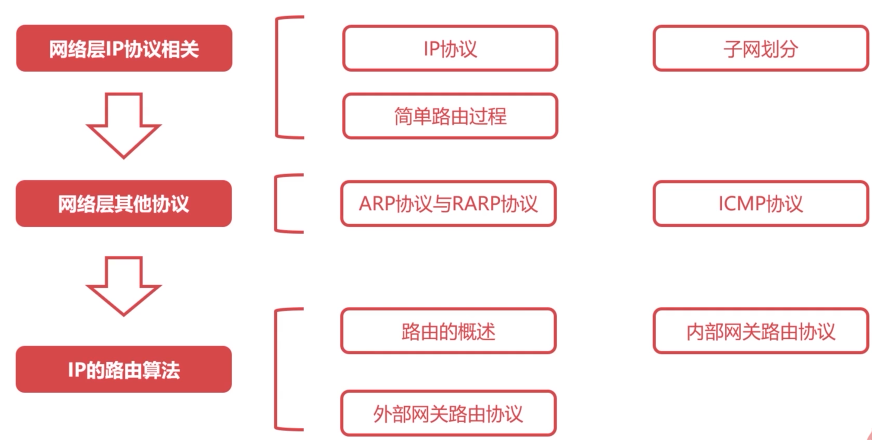 网络层IP协议相关
IP协议
子网划分
简单路由过程
网络层其他协议
ARP协议与RARP协议
ICMP协议
IP的路由算法
路由的概述
内部网关路由协议
外部网关路由协议